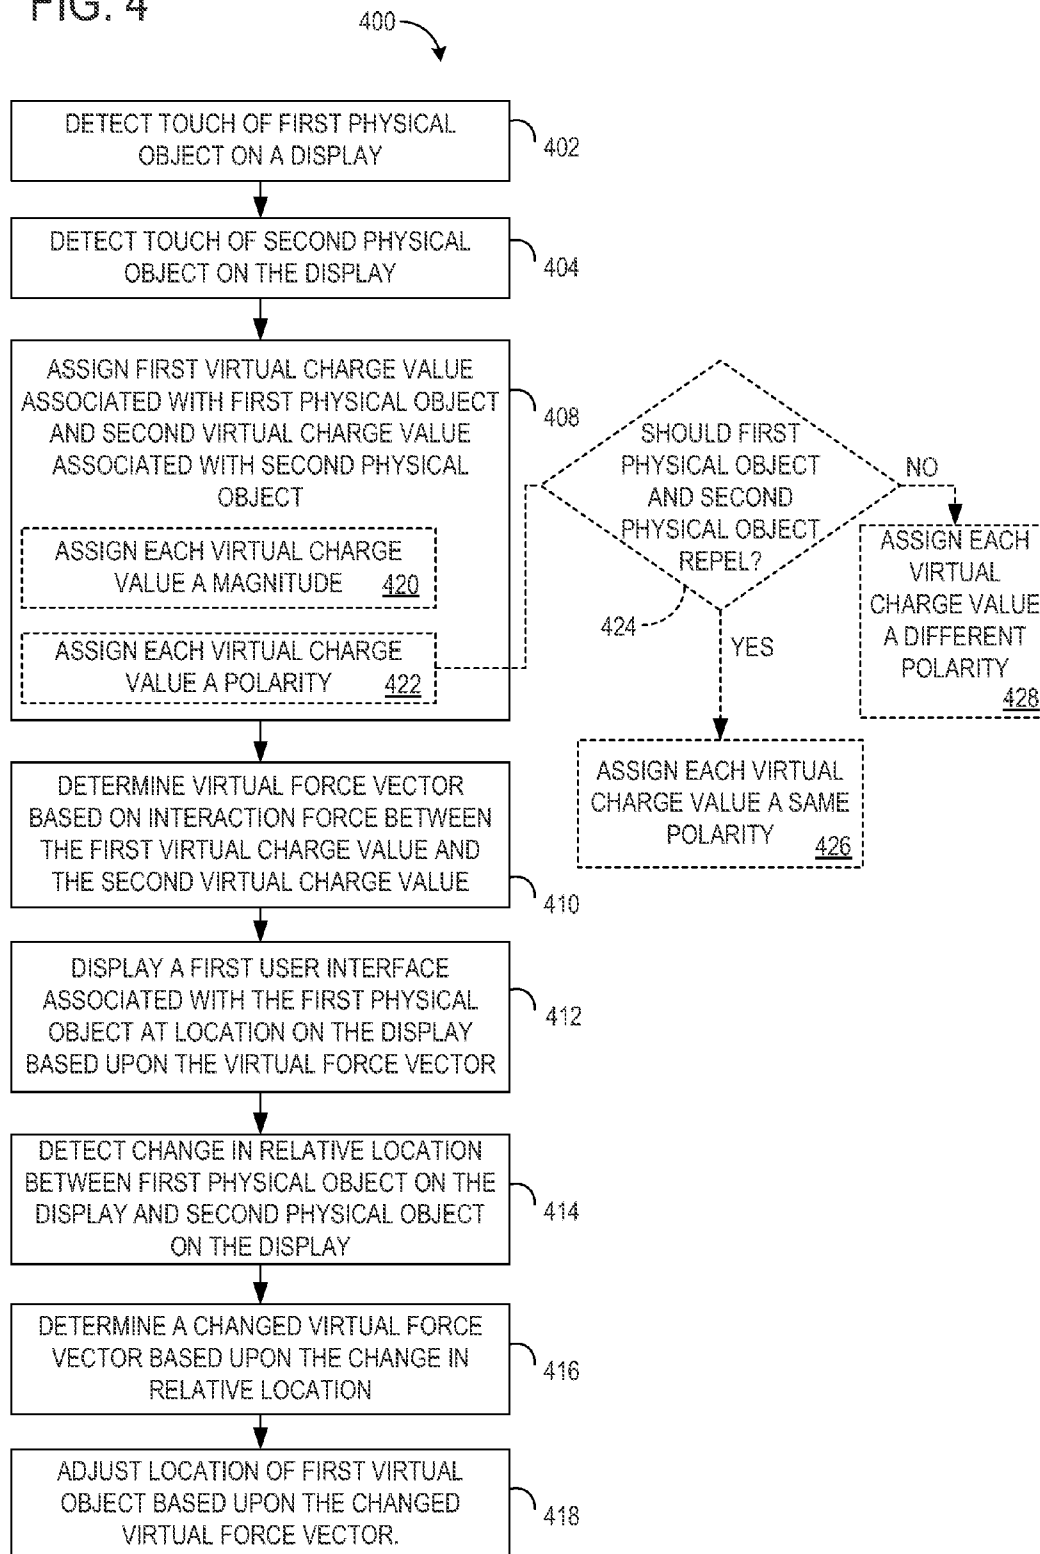 FIG. 4
400
DETECT TOUCH OF FIRST PHYSICAL
OBJECT ON A DISPLAY
402
DETECT TOUCH OF SECOND PHYSICAL
OBJECT ON THE DISPLAY
404
ASSIGN FIRST VIRTUAL CHARGE VALUE
ASSOCIATED WITH FIRST PHYSICAL OBJECT
AND SECOND VIRTUAL CHARGE VALUE
ASSOCIATED WITH SECOND PHYSICAL
OBJECT
408
ASSIGN EACH VIRTUAL CHARGE
VALUE A MAGNITUDE 420
ASSIGN EACH VIRTUAL CHARGE
VALUE A POLARITY 422
SHOULD FIRST
PHYSICAL OBJECT
AND SECOND
PHYSICAL OBJECT
REPEL?
424
NO
YES
ASSIGN EACH
VIRTUAL
CHARGE VALUE
A DIFFERENT
POLARITY
428
ASSIGN EACH VIRTUAL
CHARGE VALUE A SAME
POLARITY 426
DETERMINE VIRTUAL FORCE VECTOR
BASED ON INTERACTION FORCE BETWEEN
THE FIRST VIRTUAL CHARGE VALUE AND
THE SECOND VIRTUAL CHARGE VALUE
410
DISPLAY A FIRST USER INTERFACE
ASSOCIATED WITH THE FIRST PHYSICAL
OBJECT AT LOCATION ON THE DISPLAY
BASED UPON THE VIRTUAL FORCE VECTOR
412
DETECT CHANGE IN RELATIVE LOCATION
BETWEEN FIRST PHYSICAL OBJECT ON THE
DISPLAY AND SECOND PHYSICAL OBJECT
ON THE DISPLAY
414
DETERMINE A CHANGED VIRTUAL FORCE
VECTOR BASED UPON THE CHANGE IN
RELATIVE LOCATION
416
ADJUST LOCATION OF FIRST VIRTUAL
OBJECT BASED UPON THE CHANGED
VIRTUAL FORCE VECTOR.
418